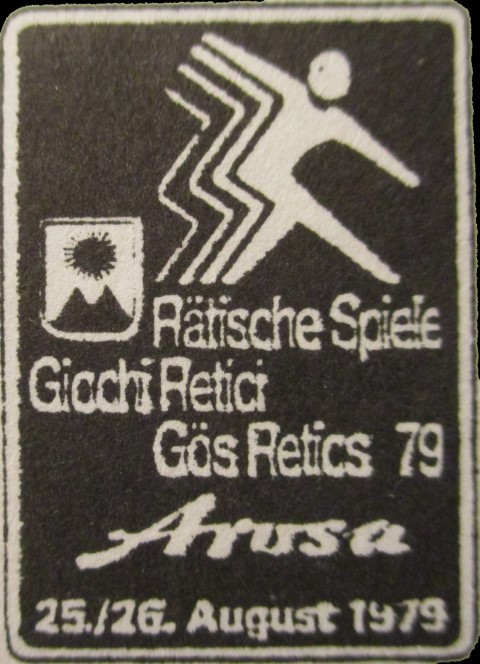 Rätische Spiele
Giochi Retici
Gös Retics 79
Arosa
25./26. August 1979